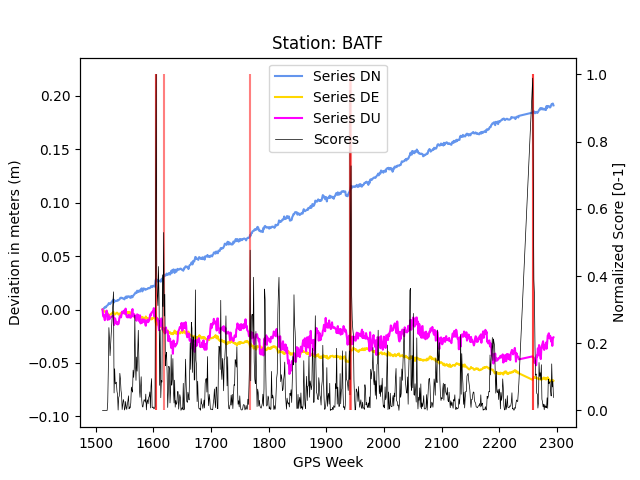 Station: BATF
Series DN
Series DE
Series DU
Scores
Deviation in meters (m)
0.20
0.15
0.10
0.05
0.00
−0.05
−0.10
1.0
0.8
0.6
0.4
0.2
0.0
Normalized Score [0-1]
1500 1600 1700 1800 1900 2000 2100 2200 2300
GPS Week